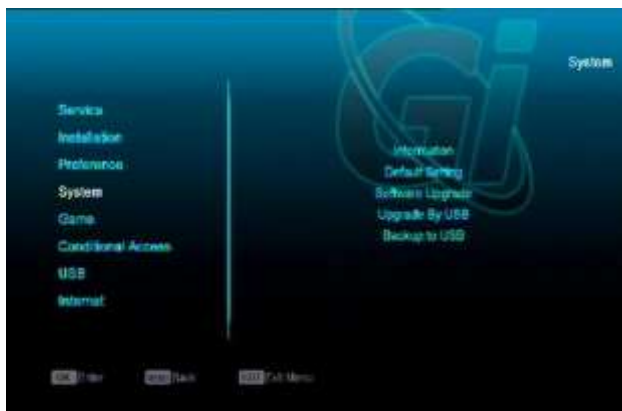 System
Service
Installation
Preference
System
Game
Conditional Access
USB
Internet
Information
Default Setting
Software Upgrade
Upgrade By USB
Backup to USB
OK Enter
Back
EXIT Exit Menu